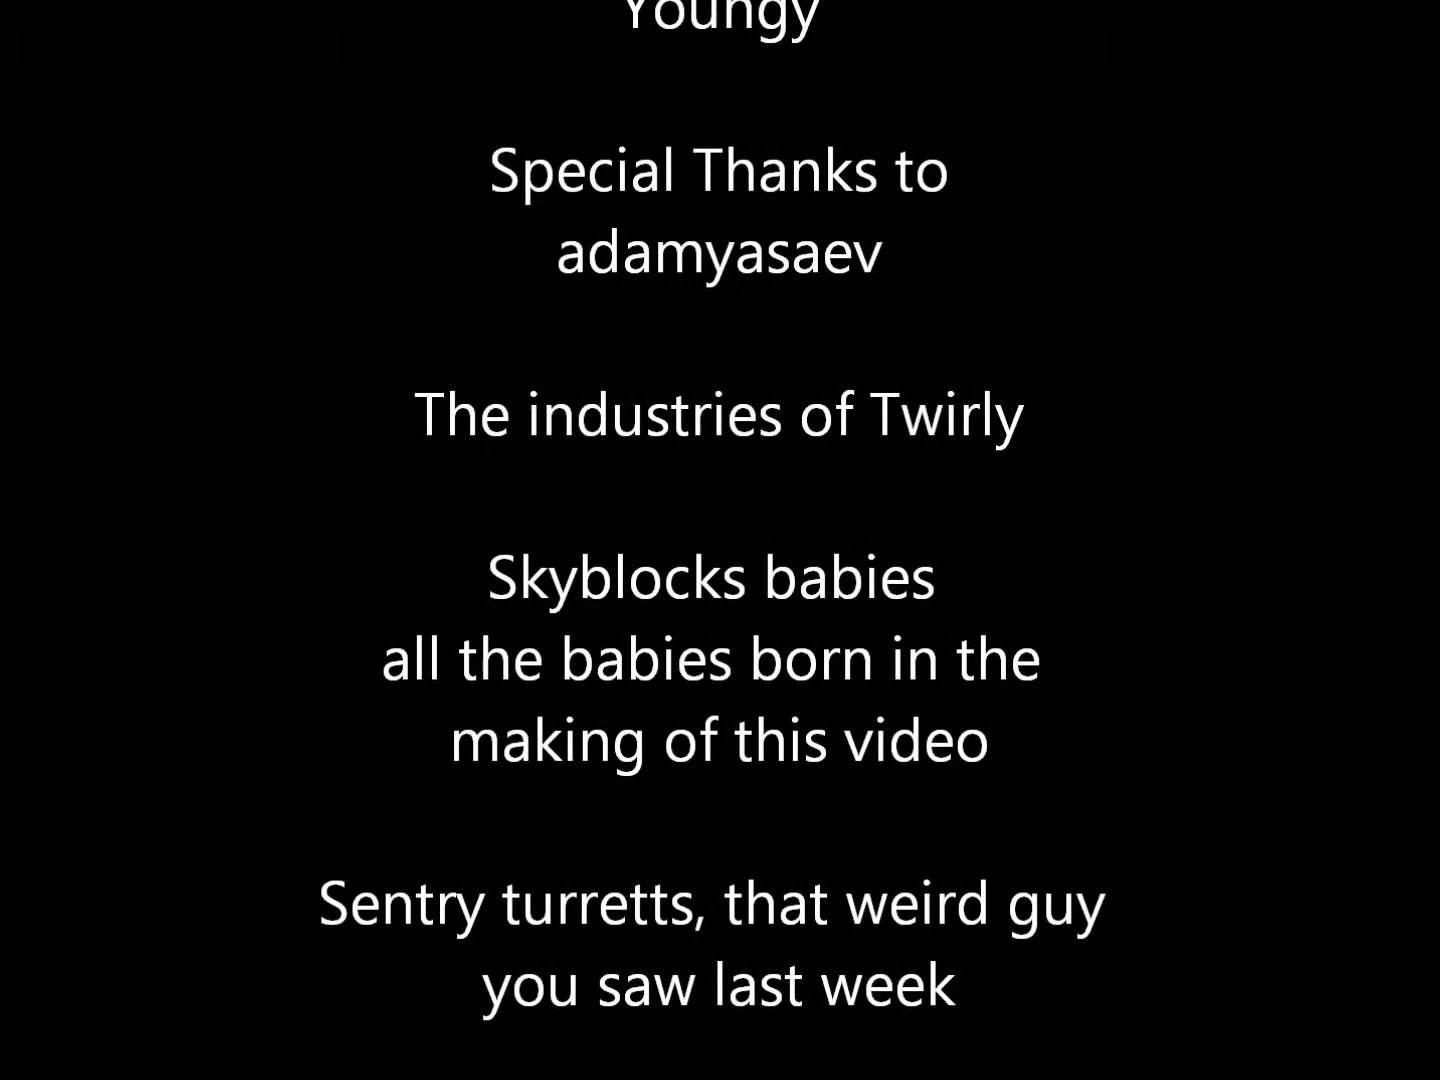 Youngy
Special Thanks to
adamyasaev
The industries of Twirly
Skyblocks babies
all the babies born in the
making of this video
Sentry turretts, that weird guy
you saw last week